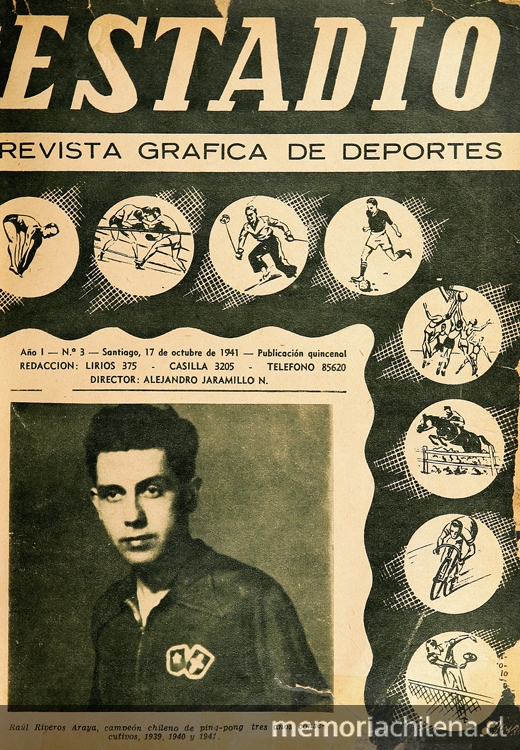 ESTADIO
REVISTA GRAFICA DE DEPORTES
Año I — N.º 3 — Santiago, 17 de octubre de 1941 — Publicación quincenal
REDACCION: LIRIOS 375 - CASILLA 3205 - TELEFONO 85620
DIRECTOR: ALEJANDRO JARAMILLO N.
Raúl Riveros Araya, campeón chileno de ping-pong tres años
cutivos, 1939, 1940 y 1941.
memoriachilena.cl